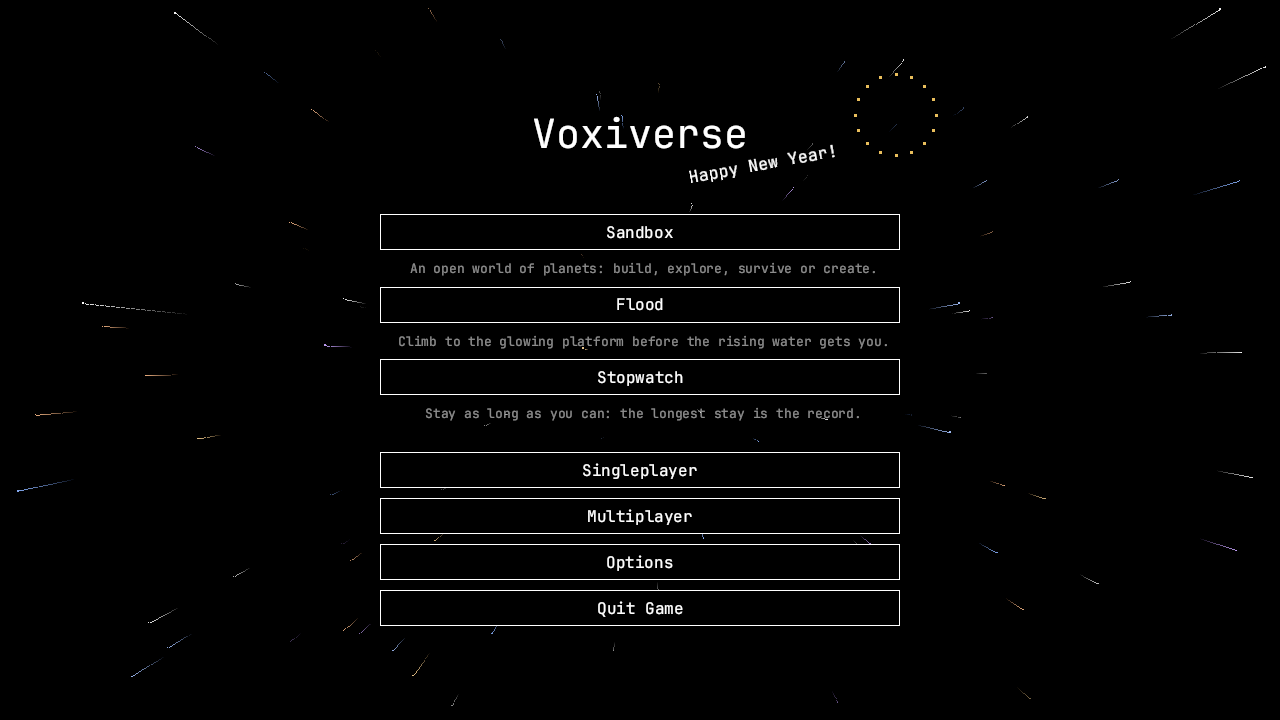 Voxiverse
Happy New Year!
Sandbox
An open world of planets: build, explore, survive or create.
Flood
Climb to the glowing platform before the rising water gets you.
Stopwatch
Stay as long as you can: the longest stay is the record.
Singleplayer
Multiplayer
Options
Quit Game